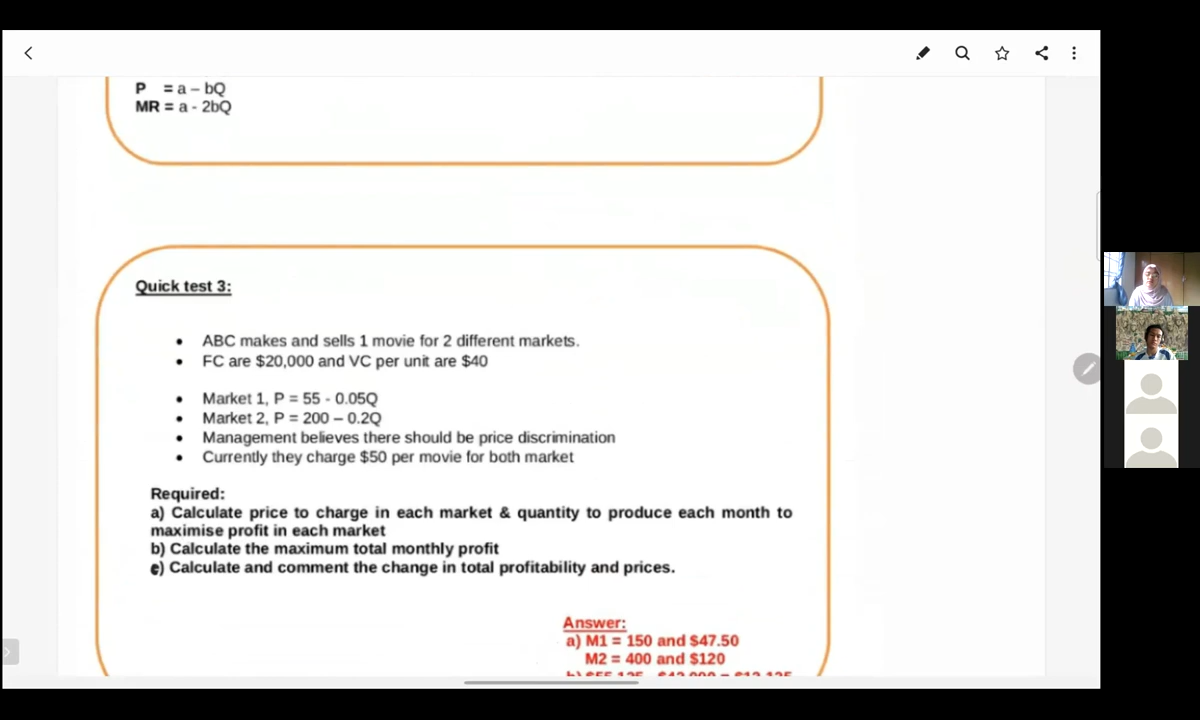 P = a – bQ
MR = a - 2bQ
Quick test 3:
• ABC makes and sells 1 movie for 2 different markets.
• FC are $20,000 and VC per unit are $40
• Market 1, P = 55 - 0.05Q
• Market 2, P = 200 – 0.2Q
• Management believes there should be price discrimination
• Currently they charge $50 per movie for both market
Required:
a) Calculate price to charge in each market & quantity to produce each month to
maximise profit in each market
b) Calculate the maximum total monthly profit
c) Calculate and comment the change in total profitability and prices.
Answer:
a) M1 = 150 and $47.50
M2 = 400 and $120